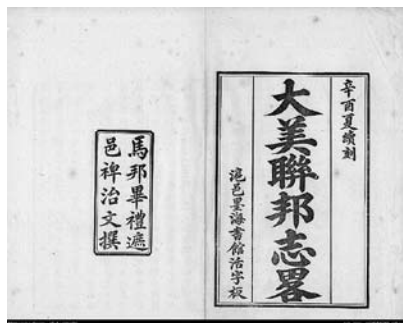 辛酉夏續刻
大美聯邦志畧
滬邑墨海書館活字板
馬邦畢禮遮
邑裨治文撰